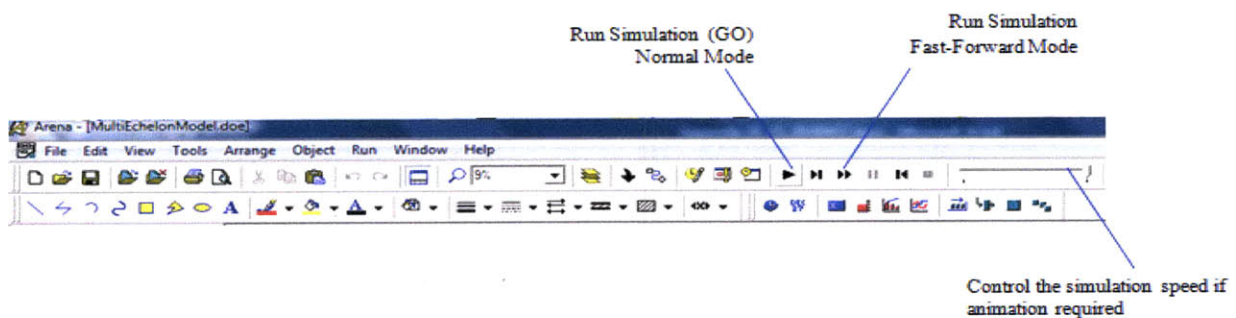 Run Simulation (GO)
Normal Mode
Run Simulation
Fast-Forward Mode
Arena - [MultiEchelonModel.doe]
File Edit View Tools Arrange Object Run Window Help
9%
A A
Control the simulation speed if
animation required